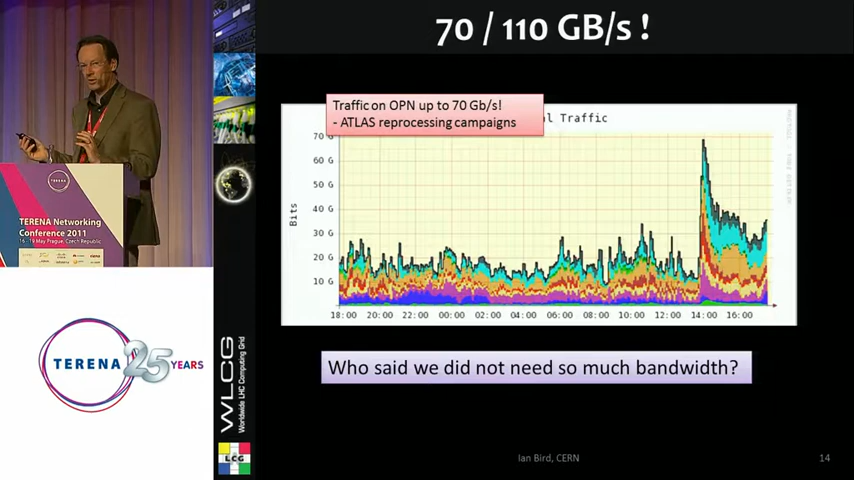 70 / 110 GB/s !
Traffic on OPN up to 70 Gb/s!
- ATLAS reprocessing campaigns
l Traffic
70 G
60 G
50 G
40 G
30 G
20 G
10 G
Bits
18:00 20:00 22:00 00:00 02:00 04:00 06:00 08:00 10:00 12:00 14:00 16:00
Who said we did not need so much bandwidth?
Ian Bird, CERN
14
TERENA Networking
Conference 2011
16 - 19 May Prague, Czech Republic
TERENA 25 YEARS
WLCG
Worldwide LHC Computing Grid
LCG